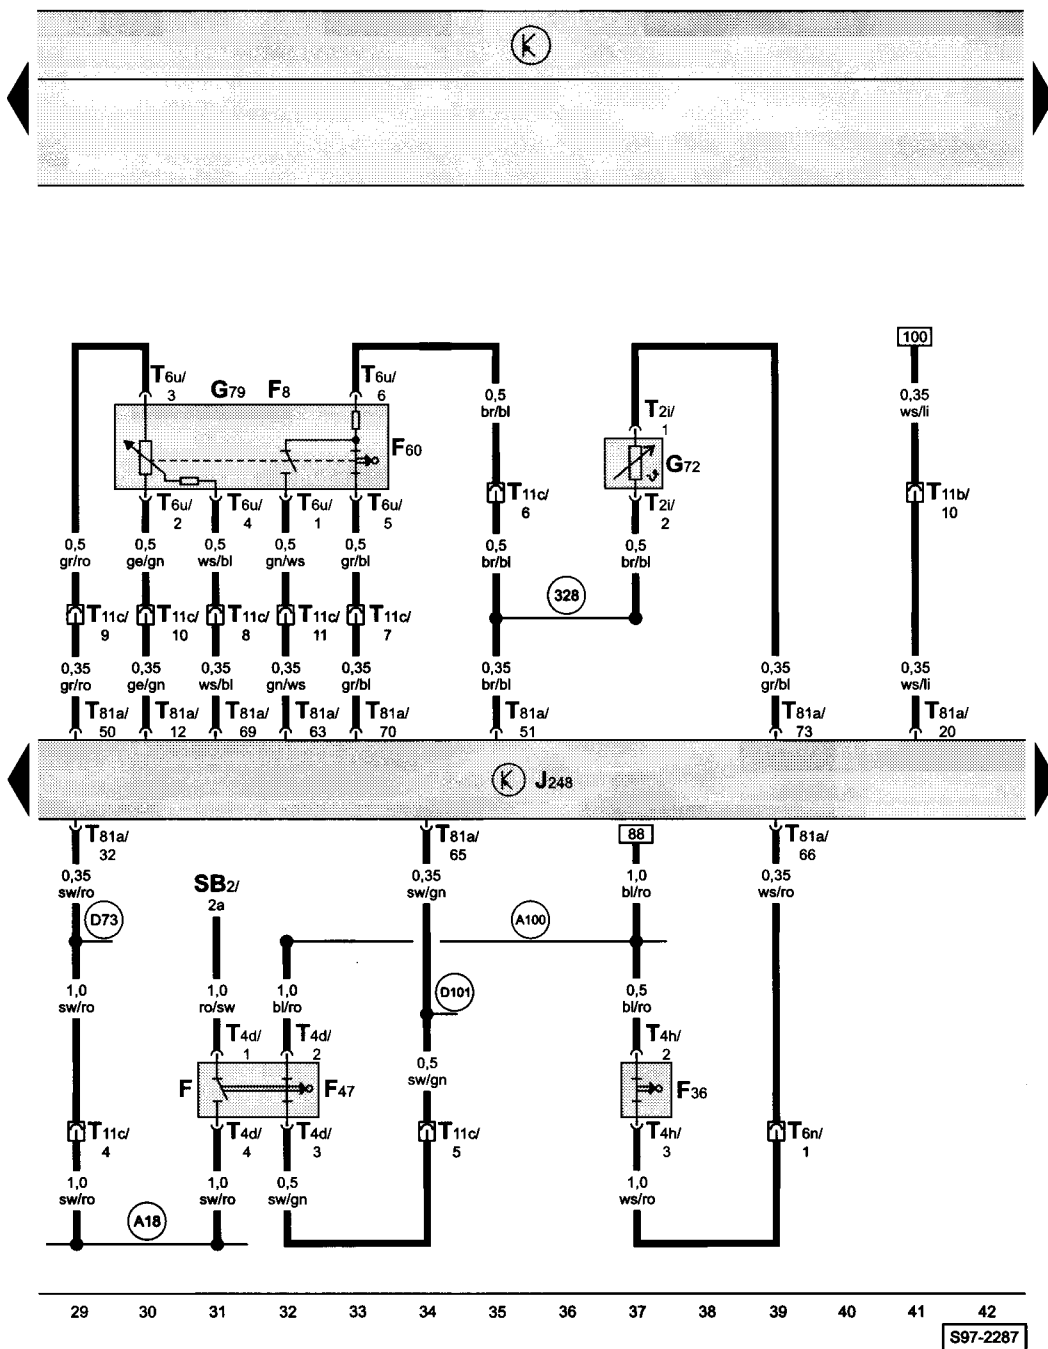 K
100
T6u/
3
G79 F8
T6u/
6
0,5
br/bl
0,35
ws/li
T2i/
1
F60
G72
T6u/
2
T6u/
4
T6u/
1
T6u/
5
T11c/
6
T2i/
2
T11b/
10
0,5
gr/ro
0,5
ge/gn
0,5
ws/bl
0,5
gn/ws
0,5
gr/bl
0,5
br/bl
0,5
br/bl
328
T11c/
9
T11c/
10
T11c/
8
T11c/
11
T11c/
7
0,35
gr/ro
0,35
ge/gn
0,35
ws/bl
0,35
gn/ws
0,35
gr/bl
0,35
br/bl
0,35
gr/bl
0,35
ws/li
T81a/
50
T81a/
12
T81a/
69
T81a/
63
T81a/
70
T81a/
51
T81a/
73
T81a/
20
K J248
T81a/
32
T81a/
65
88
T81a/
66
0,35
sw/ro
SB2/
2a
0,35
sw/gn
1,0
bl/ro
0,35
ws/ro
D73
A100
1,0
sw/ro
1,0
ro/sw
1,0
bl/ro
D101
0,5
bl/ro
T4d/
1
T4d/
2
T4h/
2
0,5
sw/gn
F
F47
F36
T11c/
4
T4d/
4
T4d/
3
T11c/
5
T4h/
3
T6n/
1
1,0
sw/ro
1,0
sw/ro
0,5
sw/gn
1,0
ws/ro
A18
29 30 31 32 33 34 35 36 37 38 39 40 41 42
S97-2287